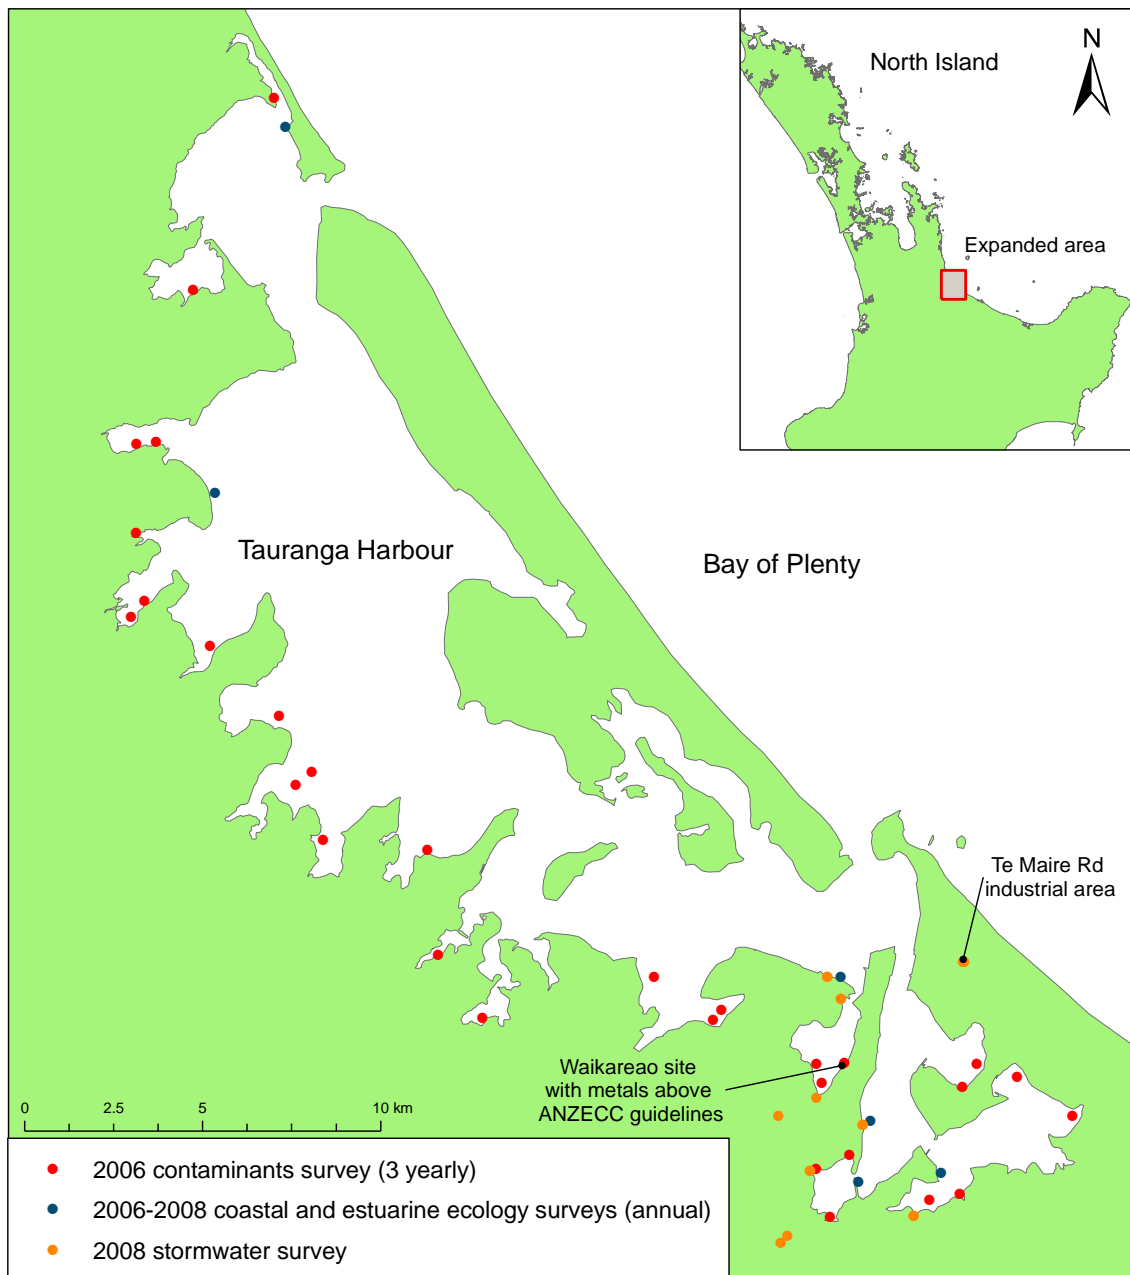 N
North Island
Expanded area
Tauranga Harbour
Bay of Plenty
Te Maire Rd
industrial area
Waikareao site
with metals above
ANZECC guidelines
0 2.5 5 10 km
2006 contaminants survey (3 yearly)
2006-2008 coastal and estuarine ecology surveys (annual)
2008 stormwater survey